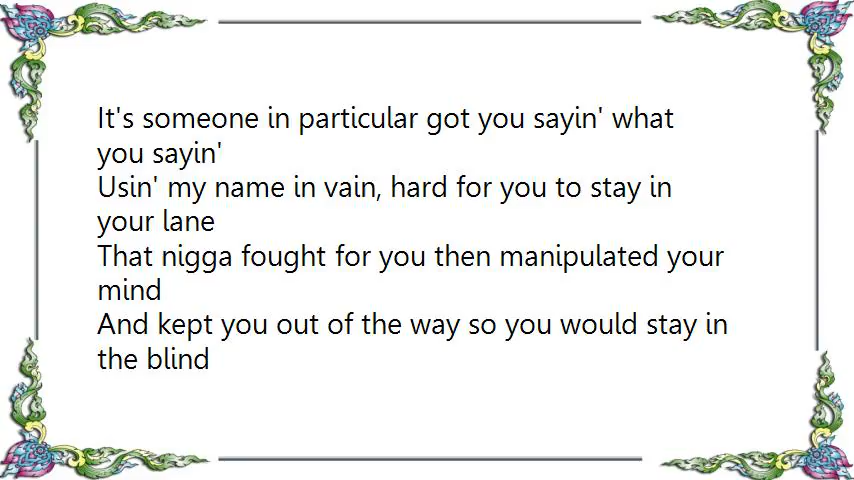 It's someone in particular got you sayin' what
you sayin'
Usin' my name in vain, hard for you to stay in
your lane
That nigga fought for you then manipulated your
mind
And kept you out of the way so you would stay in
the blind